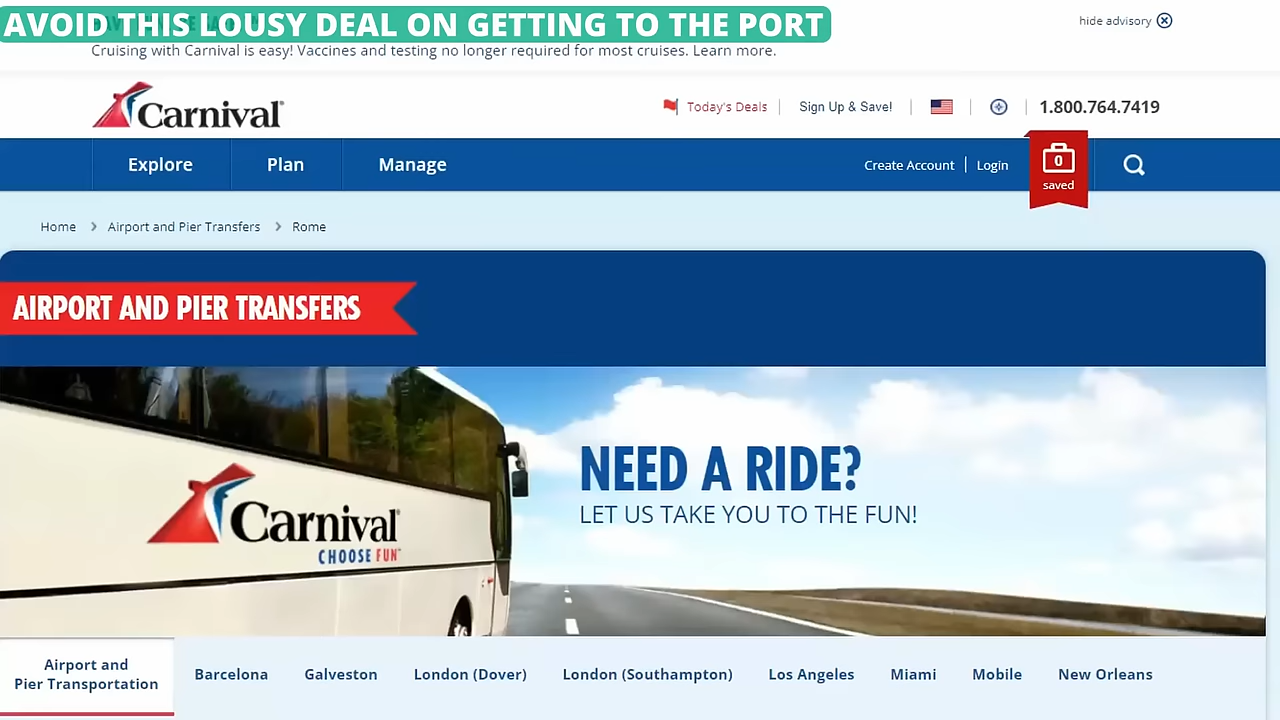 AVOID THIS LOUSY DEAL ON GETTING TO THE PORT
hide advisory
Cruising with Carnival is easy! Vaccines and testing no longer required for most cruises. Learn more.
Carnival
Today's Deals
Sign Up & Save!
1.800.764.7419
Explore
Plan
Manage
Create Account
Login
0
saved
Home
Airport and Pier Transfers
Rome
AIRPORT AND PIER TRANSFERS
NEED A RIDE?
LET US TAKE YOU TO THE FUN!
Carnival
CHOOSE FUN™
Airport and
Pier Transportation
Barcelona
Galveston
London (Dover)
London (Southampton)
Los Angeles
Miami
Mobile
New Orleans